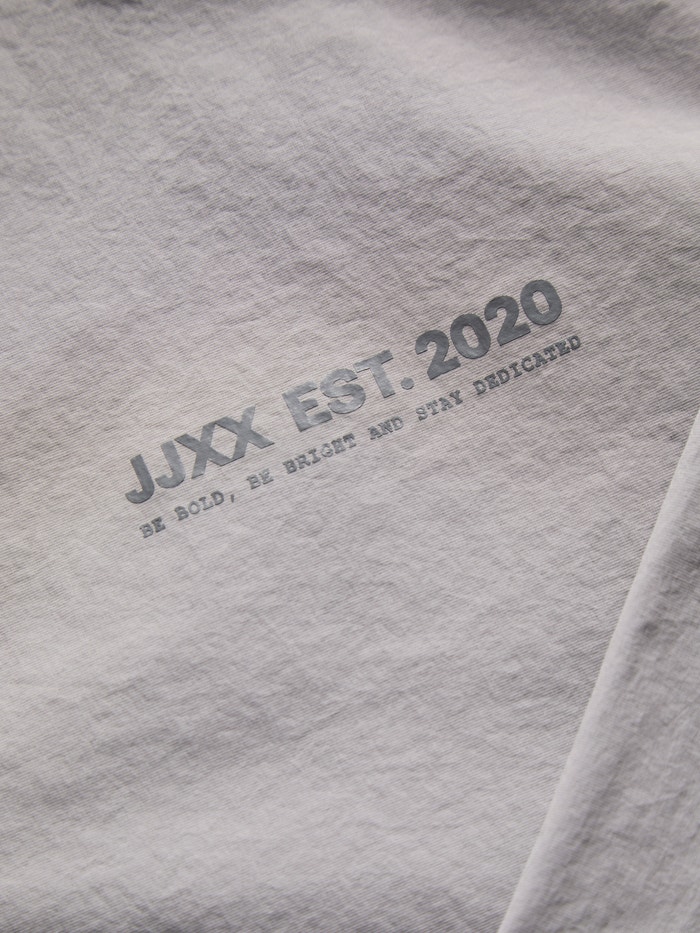 JJXX EST. 2020
BE BOLD, BE BRIGHT AND STAY DEDICATED